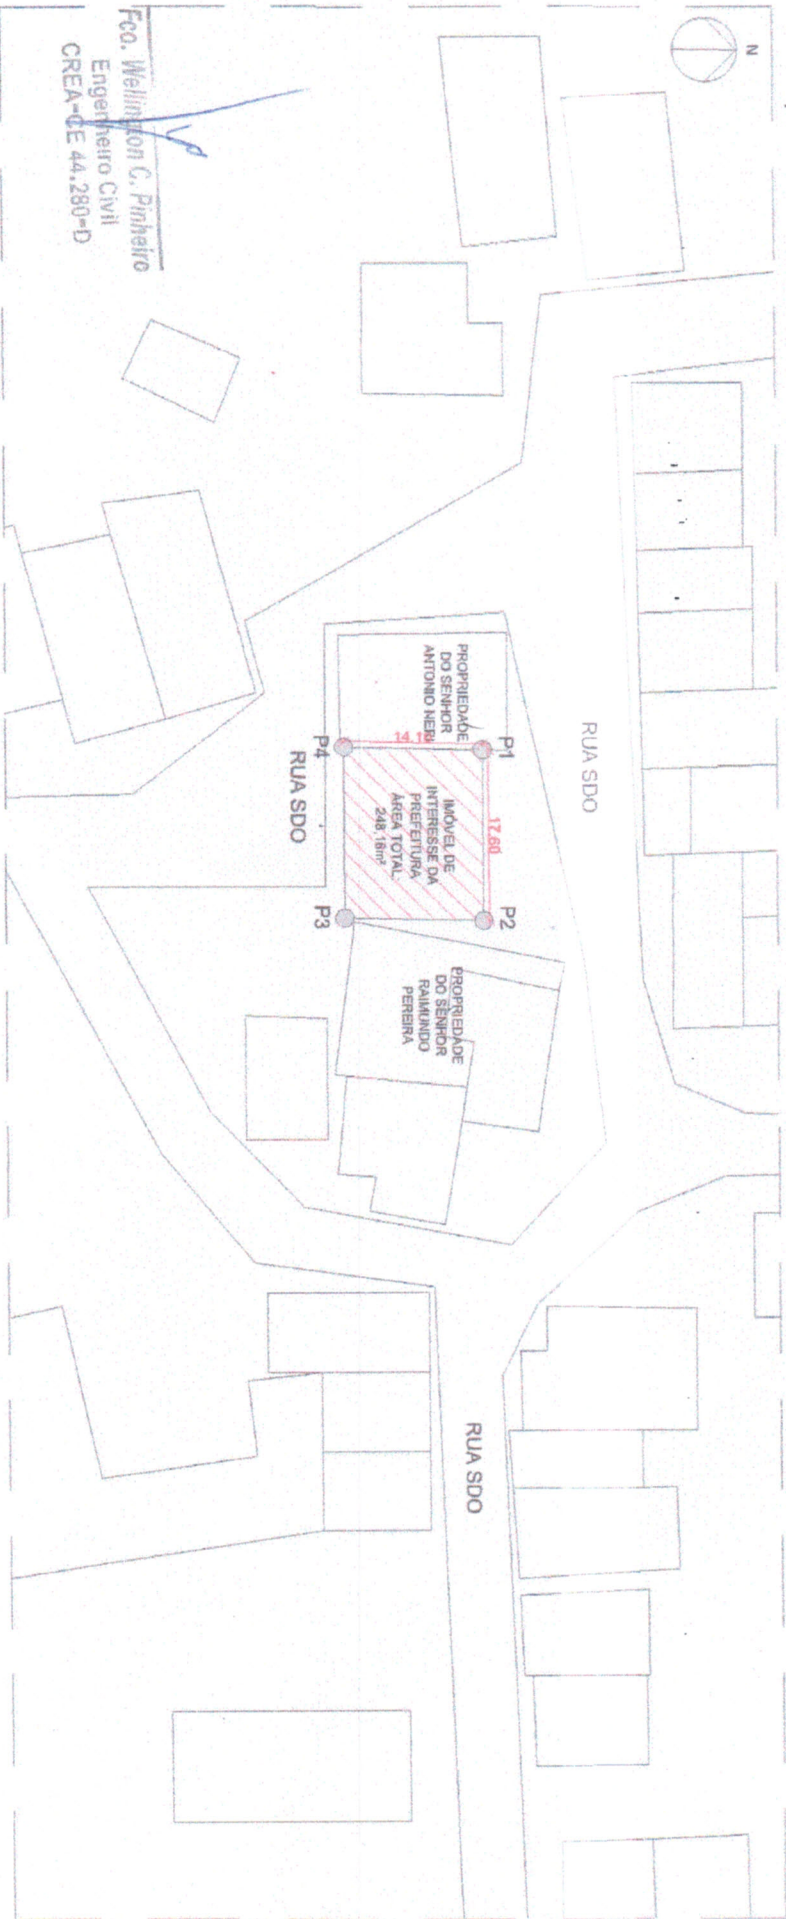 N
RUA SDO
PROPRIEDADE
DO SENHOR
ANTONIO NERI
P1
17.60
P2
14.10
IMÓVEL DE
INTERESSE DA
PREFEITURA
ÁREA TOTAL:
248.16m²
PROPRIEDADE
DO SENHOR
RAIMUNDO
PEREIRA
P4
P3
RUA SDO
RUA SDO
Fco. Wellington C. Pinheiro
Engenheiro Civil
CREA-CE 44.280-D